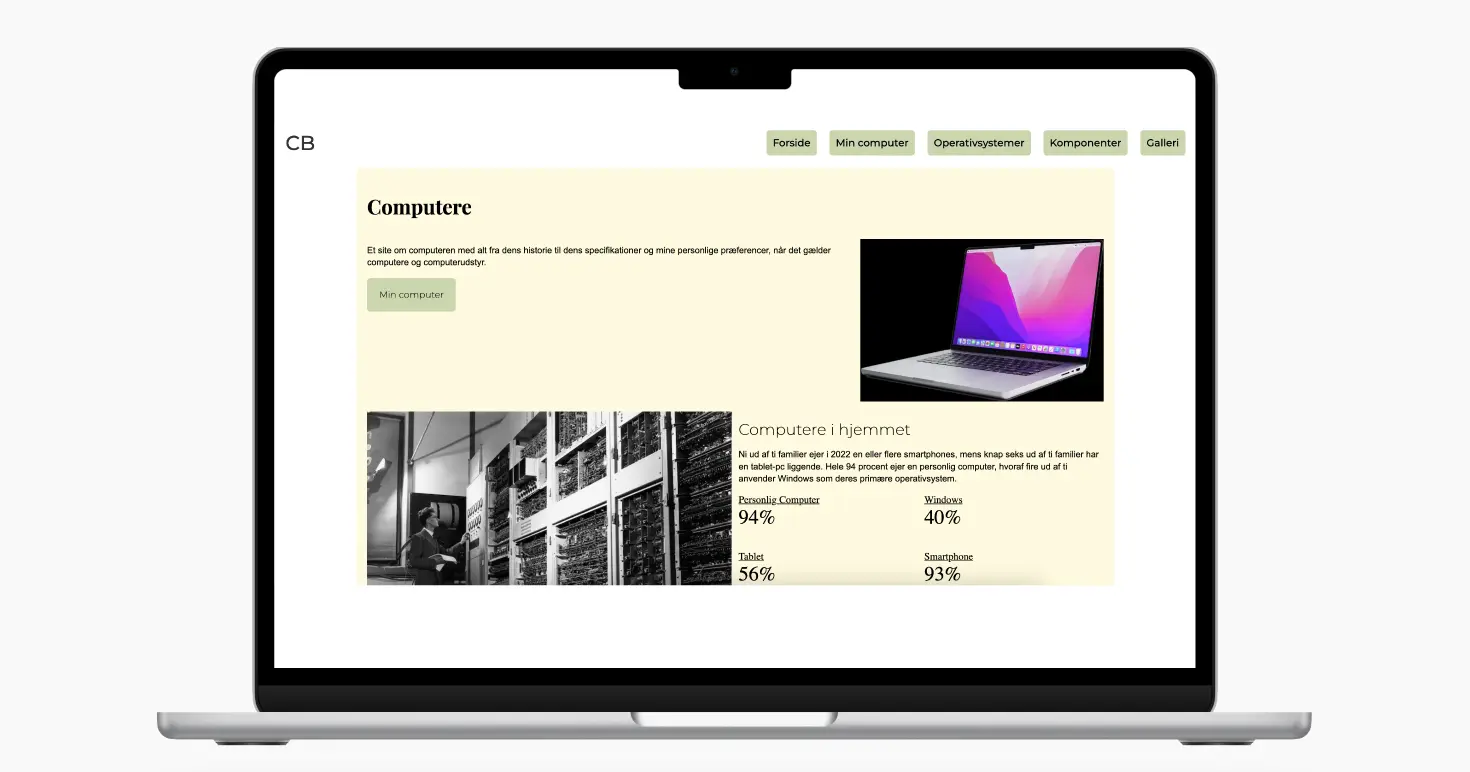 CB
Forside Min computer Operativsystemer Komponenter Galleri
Computere
Et site om computeren med alt fra dens historie til dens specifikationer og mine personlige præferencer, når det gælder
computere og computerudstyr.
Min computer
Computere i hjemmet
Ni ud af ti familier ejer i 2022 en eller flere smartphones, mens knap seks ud af ti familier har
en tablet-pc liggende. Hele 94 procent ejer en personlig computer, hvoraf fire ud af ti
anvender Windows som deres primære operativsystem.
Personlig Computer Windows
94% 40%
Tablet Smartphone
56% 93%